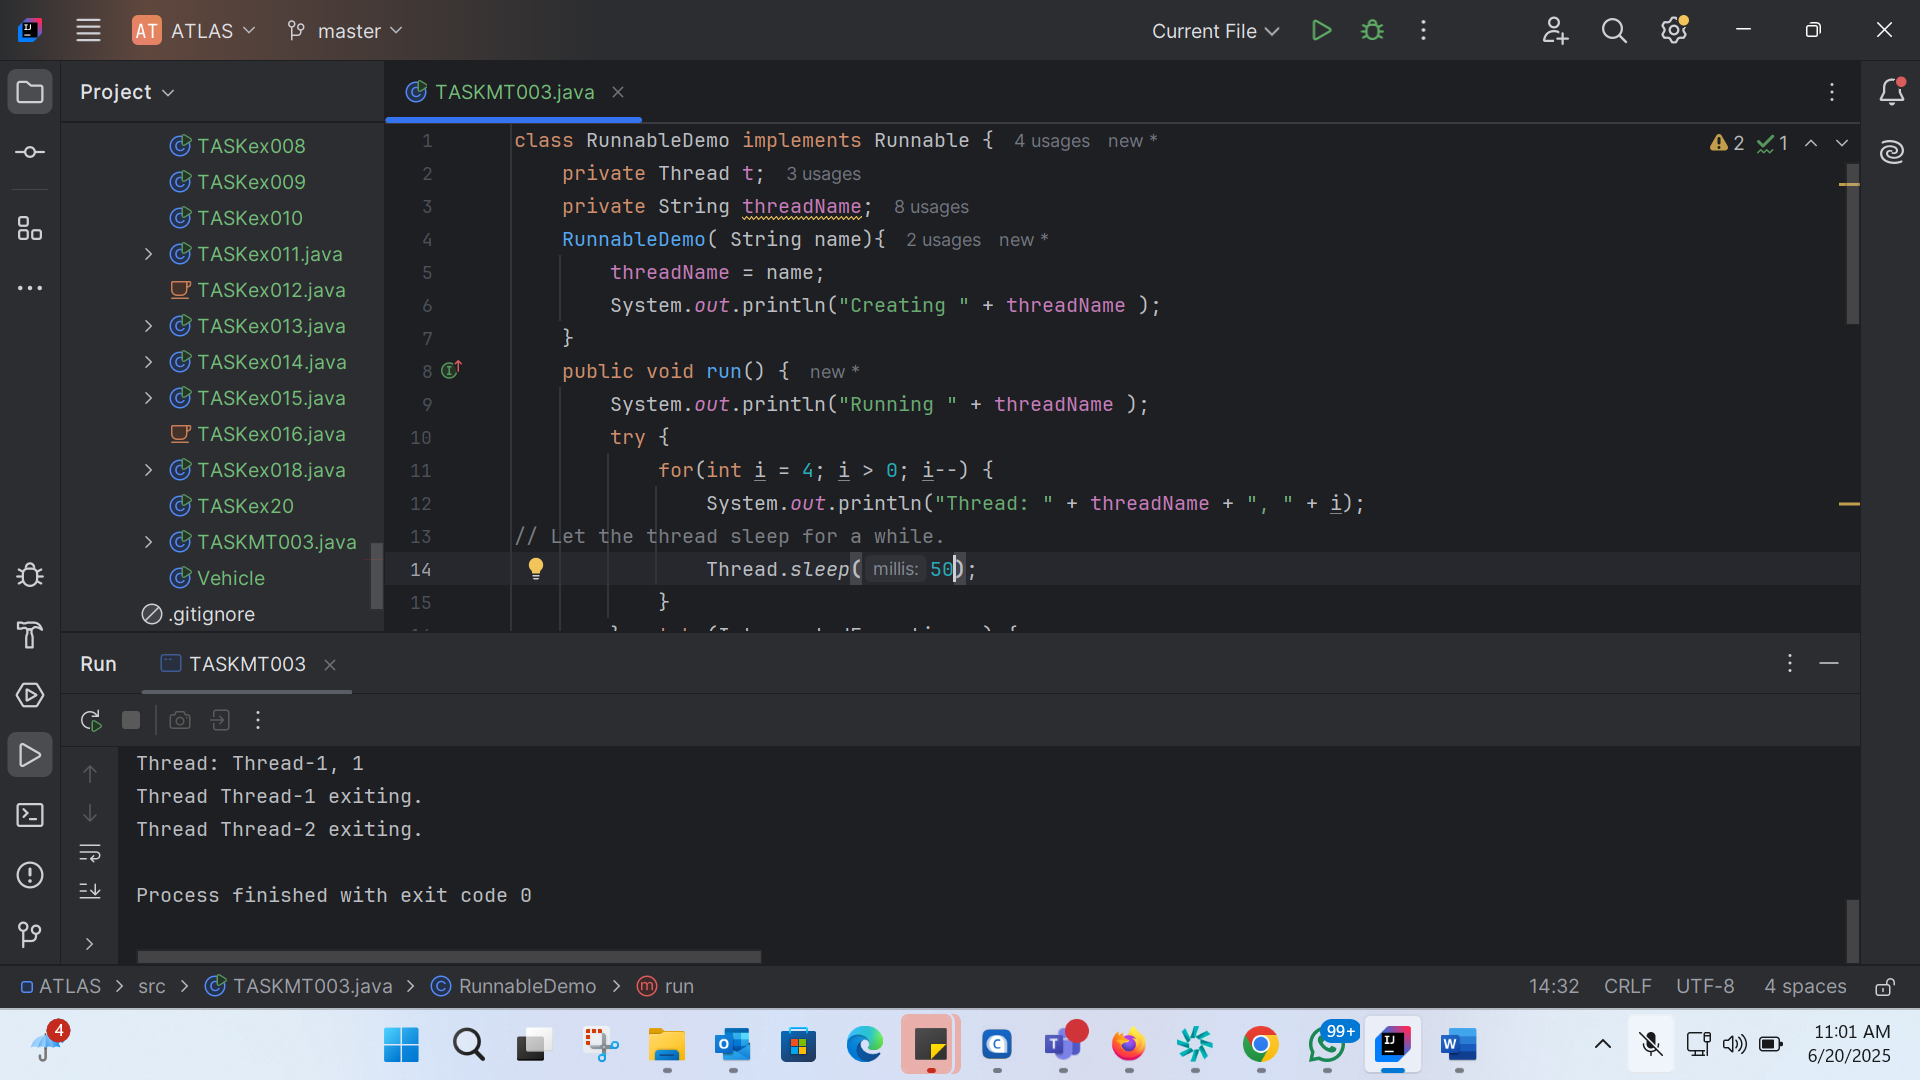 AT ATLAS master Current File
Project
TASKMT003.java
TASKex008
TASKex009
TASKex010
TASKex011.java
TASKex012.java
TASKex013.java
TASKex014.java
TASKex015.java
TASKex016.java
TASKex018.java
TASKex20
TASKMT003.java
Vehicle
.gitignore
2 1
1 class RunnableDemo implements Runnable { 4 usages new *
2 private Thread t; 3 usages
3 private String threadName; 8 usages
4 RunnableDemo( String name){ 2 usages new *
5 threadName = name;
6 System.out.println("Creating " + threadName );
7 }
8 public void run() { new *
9 System.out.println("Running " + threadName );
10 try {
11 for(int i = 4; i > 0; i--) {
12 System.out.println("Thread: " + threadName + ", " + i);
13 // Let the thread sleep for a while.
14 Thread.sleep( millis: 50);
15 }
Run TASKMT003
Thread: Thread-1, 1
Thread Thread-1 exiting.
Thread Thread-2 exiting.
Process finished with exit code 0
ATLAS > src > TASKMT003.java > RunnableDemo > run
14:32 CRLF UTF-8 4 spaces
4
99+
11:01 AM
6/20/2025